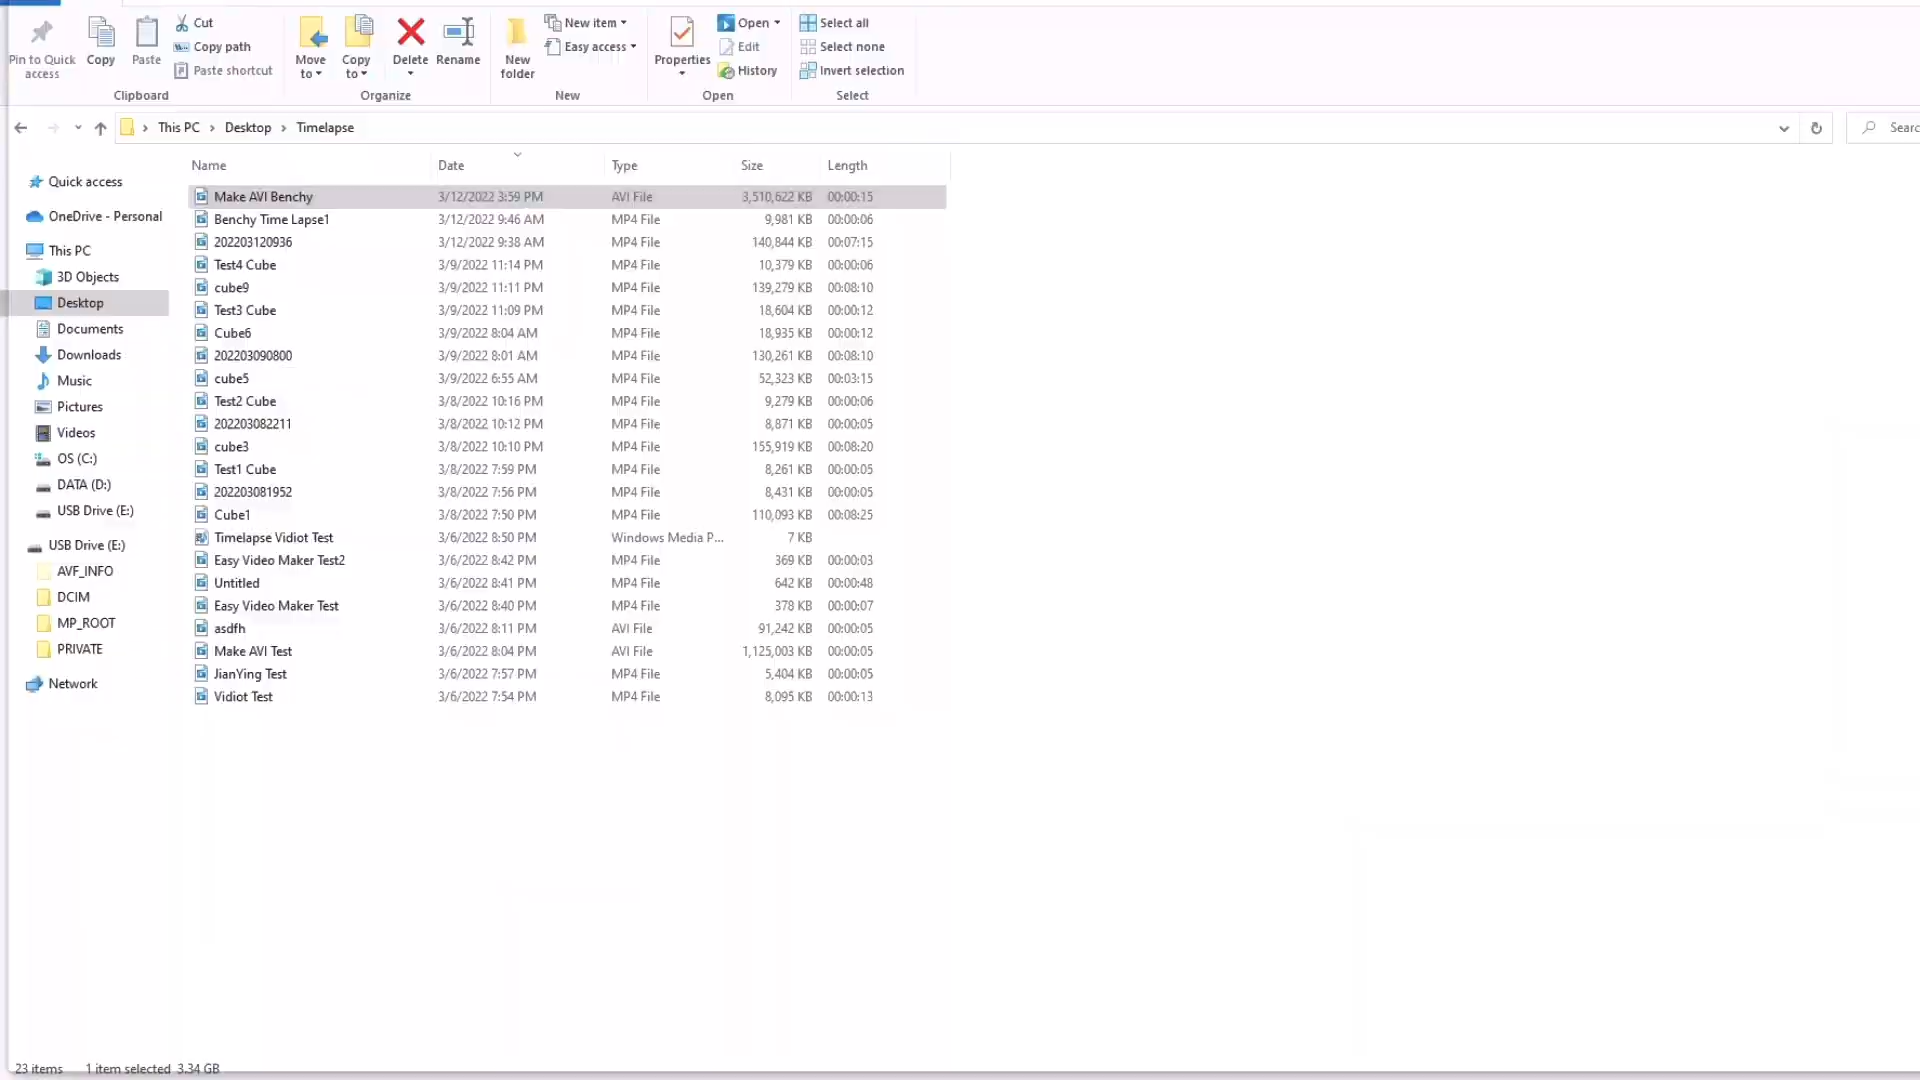 Pin to Quick access
Copy
Paste
Cut
Copy path
Paste shortcut
Clipboard
Move to
Copy to
Delete
Rename
Organize
New folder
New item
Easy access
New
Properties
Open
Edit
History
Open
Select all
Select none
Invert selection
Select
This PC > Desktop > Timelapse
Searc
Quick access
OneDrive - Personal
This PC
3D Objects
Desktop
Documents
Downloads
Music
Pictures
Videos
OS (C:)
DATA (D:)
USB Drive (E:)
USB Drive (E:)
AVF_INFO
DCIM
MP_ROOT
PRIVATE
Network
Name Date Type Size Length
Make AVI Benchy 3/12/2022 3:59 PM AVI File 3,510,622 KB 00:00:15
Benchy Time Lapse1 3/12/2022 9:46 AM MP4 File 9,981 KB 00:00:06
202203120936 3/12/2022 9:38 AM MP4 File 140,844 KB 00:07:15
Test4 Cube 3/9/2022 11:14 PM MP4 File 10,379 KB 00:00:06
cube9 3/9/2022 11:11 PM MP4 File 139,279 KB 00:08:10
Test3 Cube 3/9/2022 11:09 PM MP4 File 18,604 KB 00:00:12
Cube6 3/9/2022 8:04 AM MP4 File 18,935 KB 00:00:12
202203090800 3/9/2022 8:01 AM MP4 File 130,261 KB 00:08:10
cube5 3/9/2022 6:55 AM MP4 File 52,323 KB 00:03:15
Test2 Cube 3/8/2022 10:16 PM MP4 File 9,279 KB 00:00:06
202203082211 3/8/2022 10:12 PM MP4 File 8,871 KB 00:00:05
cube3 3/8/2022 10:10 PM MP4 File 155,919 KB 00:08:20
Test1 Cube 3/8/2022 7:59 PM MP4 File 8,261 KB 00:00:05
202203081952 3/8/2022 7:56 PM MP4 File 8,431 KB 00:00:05
Cube1 3/8/2022 7:50 PM MP4 File 110,093 KB 00:08:25
Timelapse Vidiot Test 3/6/2022 8:50 PM Windows Media P... 7 KB
Easy Video Maker Test2 3/6/2022 8:42 PM MP4 File 369 KB 00:00:03
Untitled 3/6/2022 8:41 PM MP4 File 642 KB 00:00:48
Easy Video Maker Test 3/6/2022 8:40 PM MP4 File 378 KB 00:00:07
asdfh 3/6/2022 8:11 PM AVI File 91,242 KB 00:00:05
Make AVI Test 3/6/2022 8:04 PM AVI File 1,125,003 KB 00:00:05
JianYing Test 3/6/2022 7:57 PM MP4 File 5,404 KB 00:00:05
Vidiot Test 3/6/2022 7:54 PM MP4 File 8,095 KB 00:00:13
23 items 1 item selected 3.34 GB